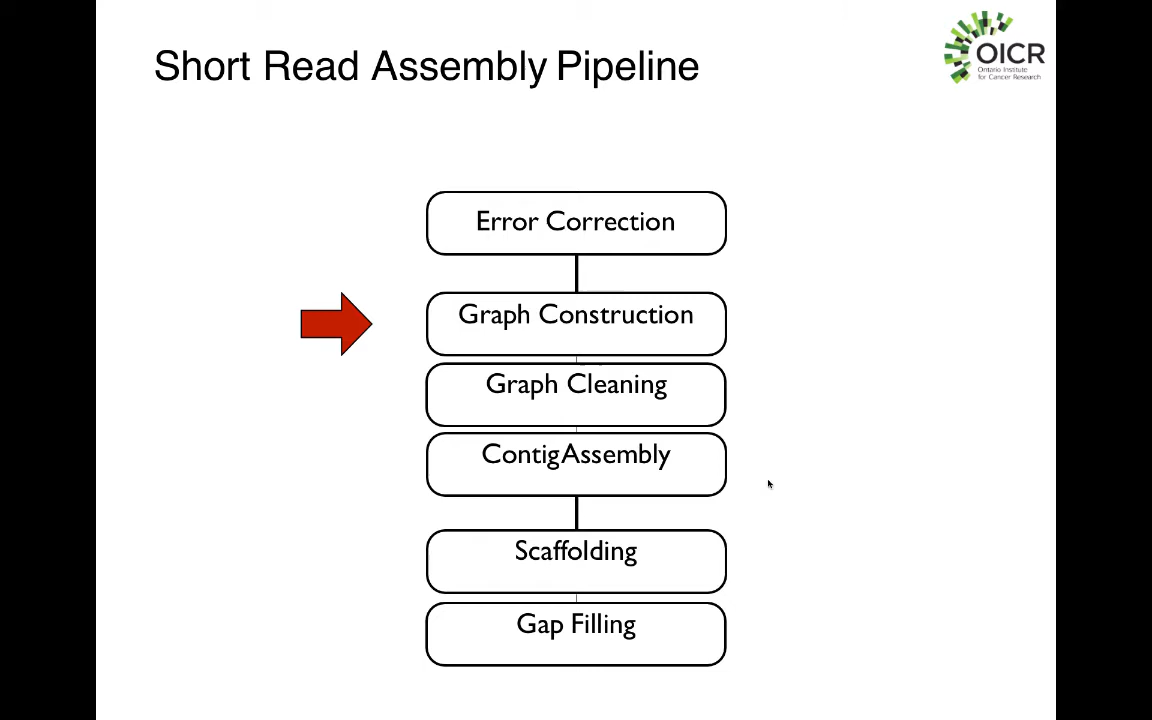 Short Read Assembly Pipeline
OICR
Ontario Institute
for Cancer Research
Error Correction
Graph Construction
Graph Cleaning
ContigAssembly
Scaffolding
Gap Filling